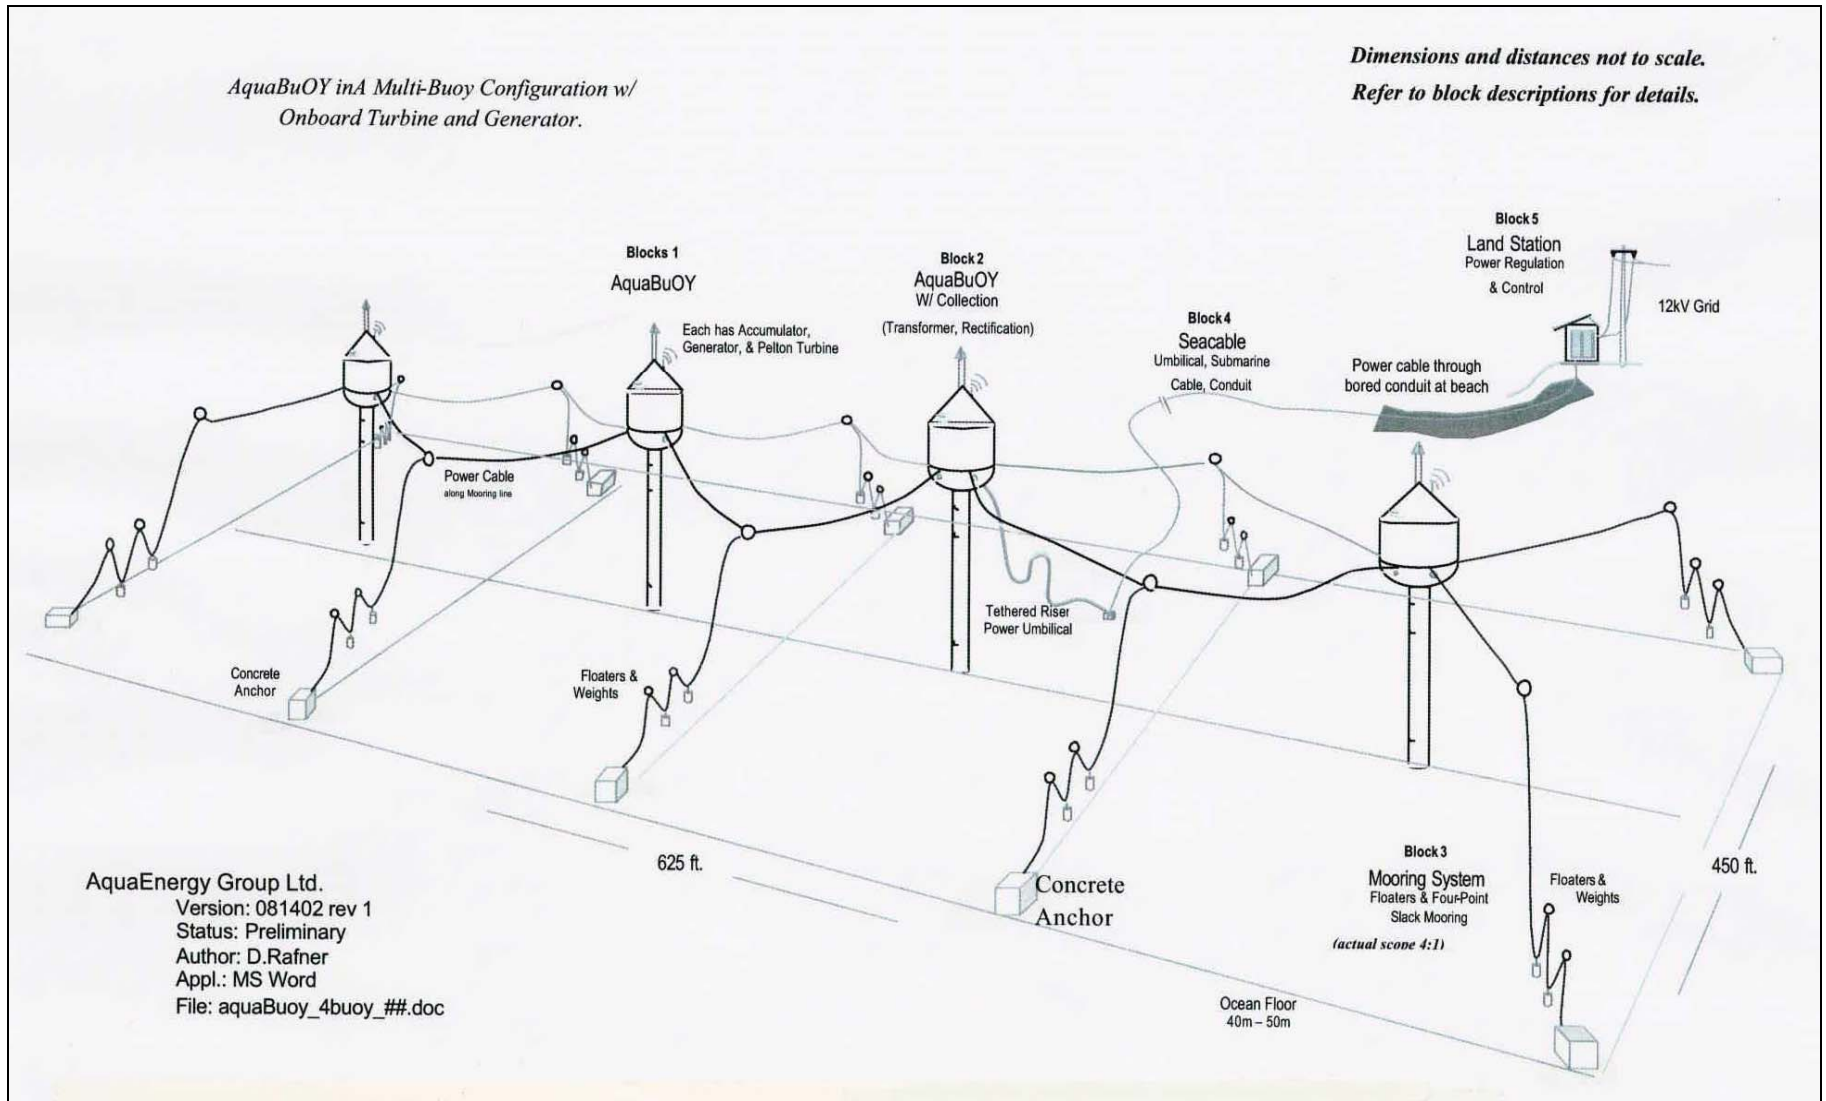 AquaBuOY inA Multi-Buoy Configuration w/
Onboard Turbine and Generator.
Dimensions and distances not to scale.
Refer to block descriptions for details.
Blocks 1
AquaBuOY
Each has Accumulator,
Generator, & Pelton Turbine
Block 2
AquaBuOY
W/ Collection
(Transformer, Rectification)
Block 4
Seacable
Umbilical, Submarine
Cable, Conduit
Block 5
Land Station
Power Regulation
& Control
12kV Grid
Power cable through
bored conduit at beach
Power Cable
along Mooring line
Tethered Riser
Power Umbilical
Concrete
Anchor
Floaters &
Weights
625 ft.
Concrete
Anchor
Block 3
Mooring System
Floaters & Four-Point
Slack Mooring
(actual scope 4:1)
Floaters &
Weights
450 ft.
Ocean Floor
40m – 50m
AquaEnergy Group Ltd.
Version: 081402 rev 1
Status: Preliminary
Author: D.Rafner
Appl.: MS Word
File: aquaBuoy_4buoy_##.doc